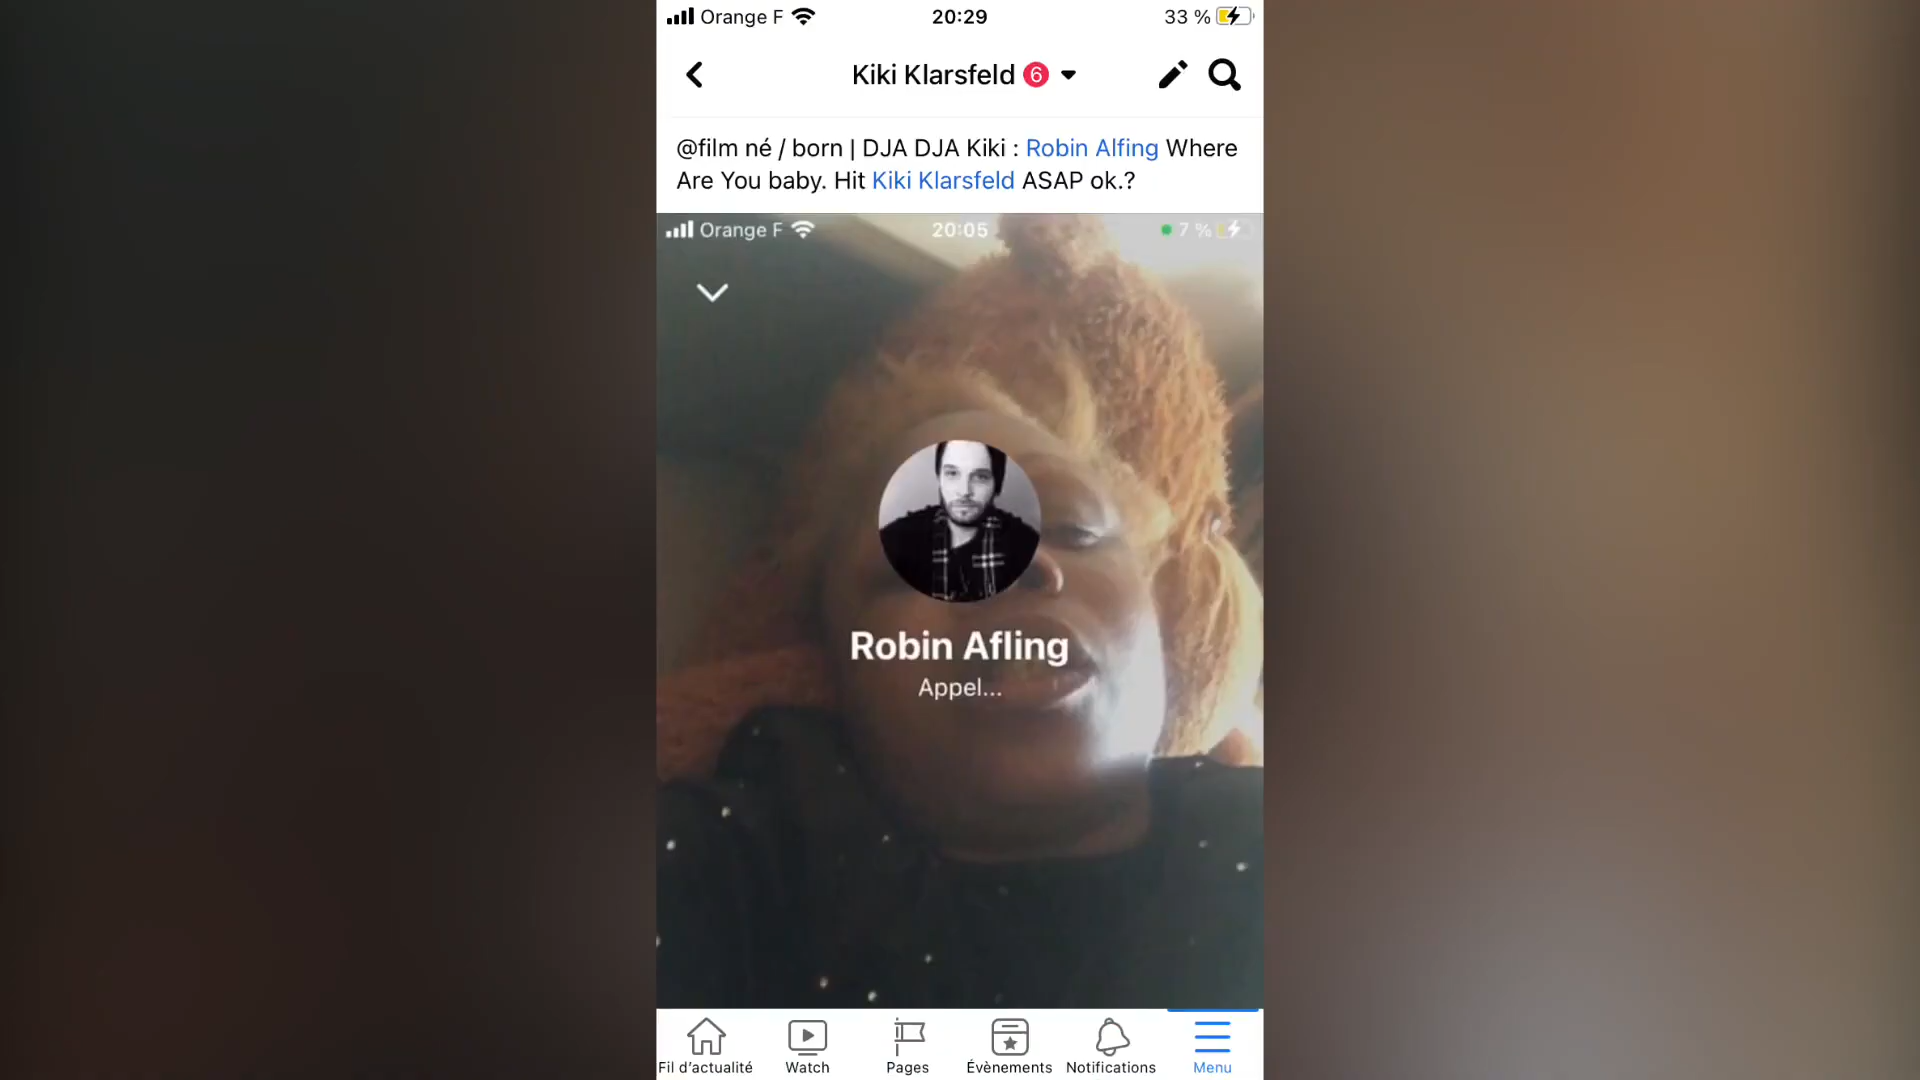 Orange F 20:29 33 %
Kiki Klarsfeld 6
@film né / born | DJA DJA Kiki : Robin Alfing Where
Are You baby. Hit Kiki Klarsfeld ASAP ok.?
Orange F 20:05 7 %
Robin Afling
Appel...
Fil d'actualité Watch Pages Évènements Notifications Menu